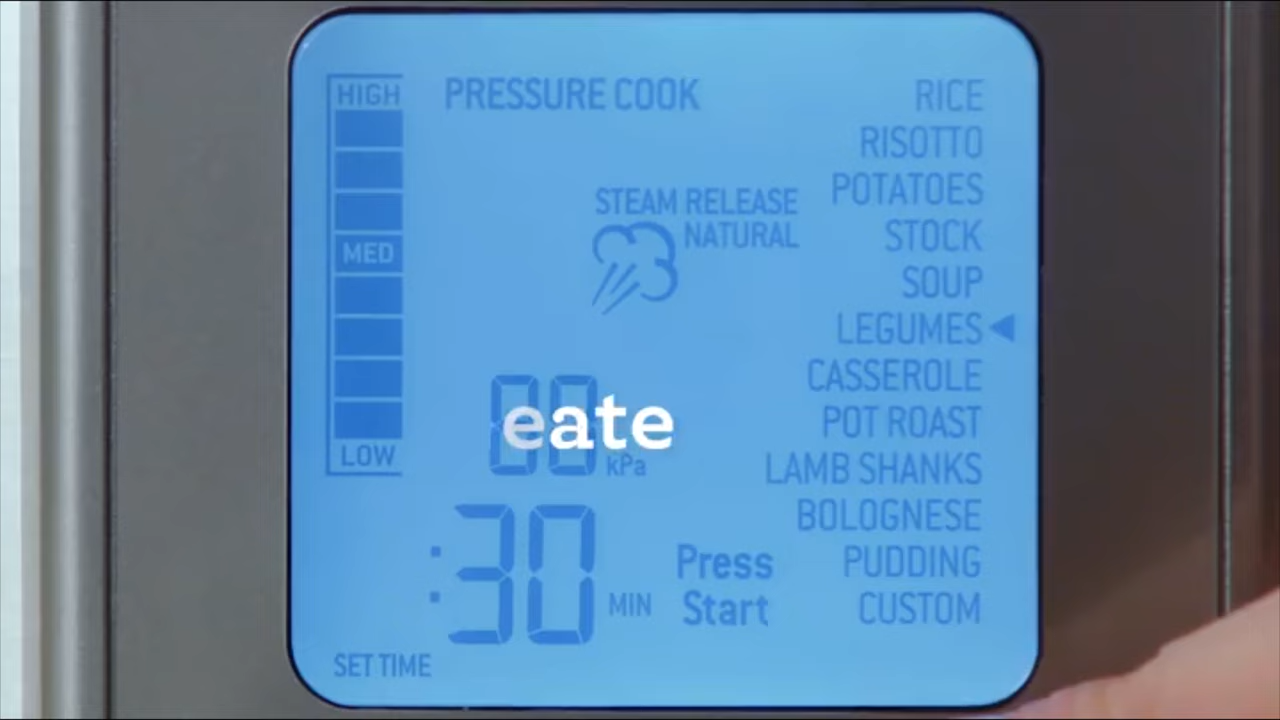 HIGH
MED
LOW
PRESSURE COOK
STEAM RELEASE
NATURAL
eate
kPa
:30 MIN
Press
Start
SET TIME
RICE
RISOTTO
POTATOES
STOCK
SOUP
LEGUMES
CASSEROLE
POT ROAST
LAMB SHANKS
BOLOGNESE
PUDDING
CUSTOM